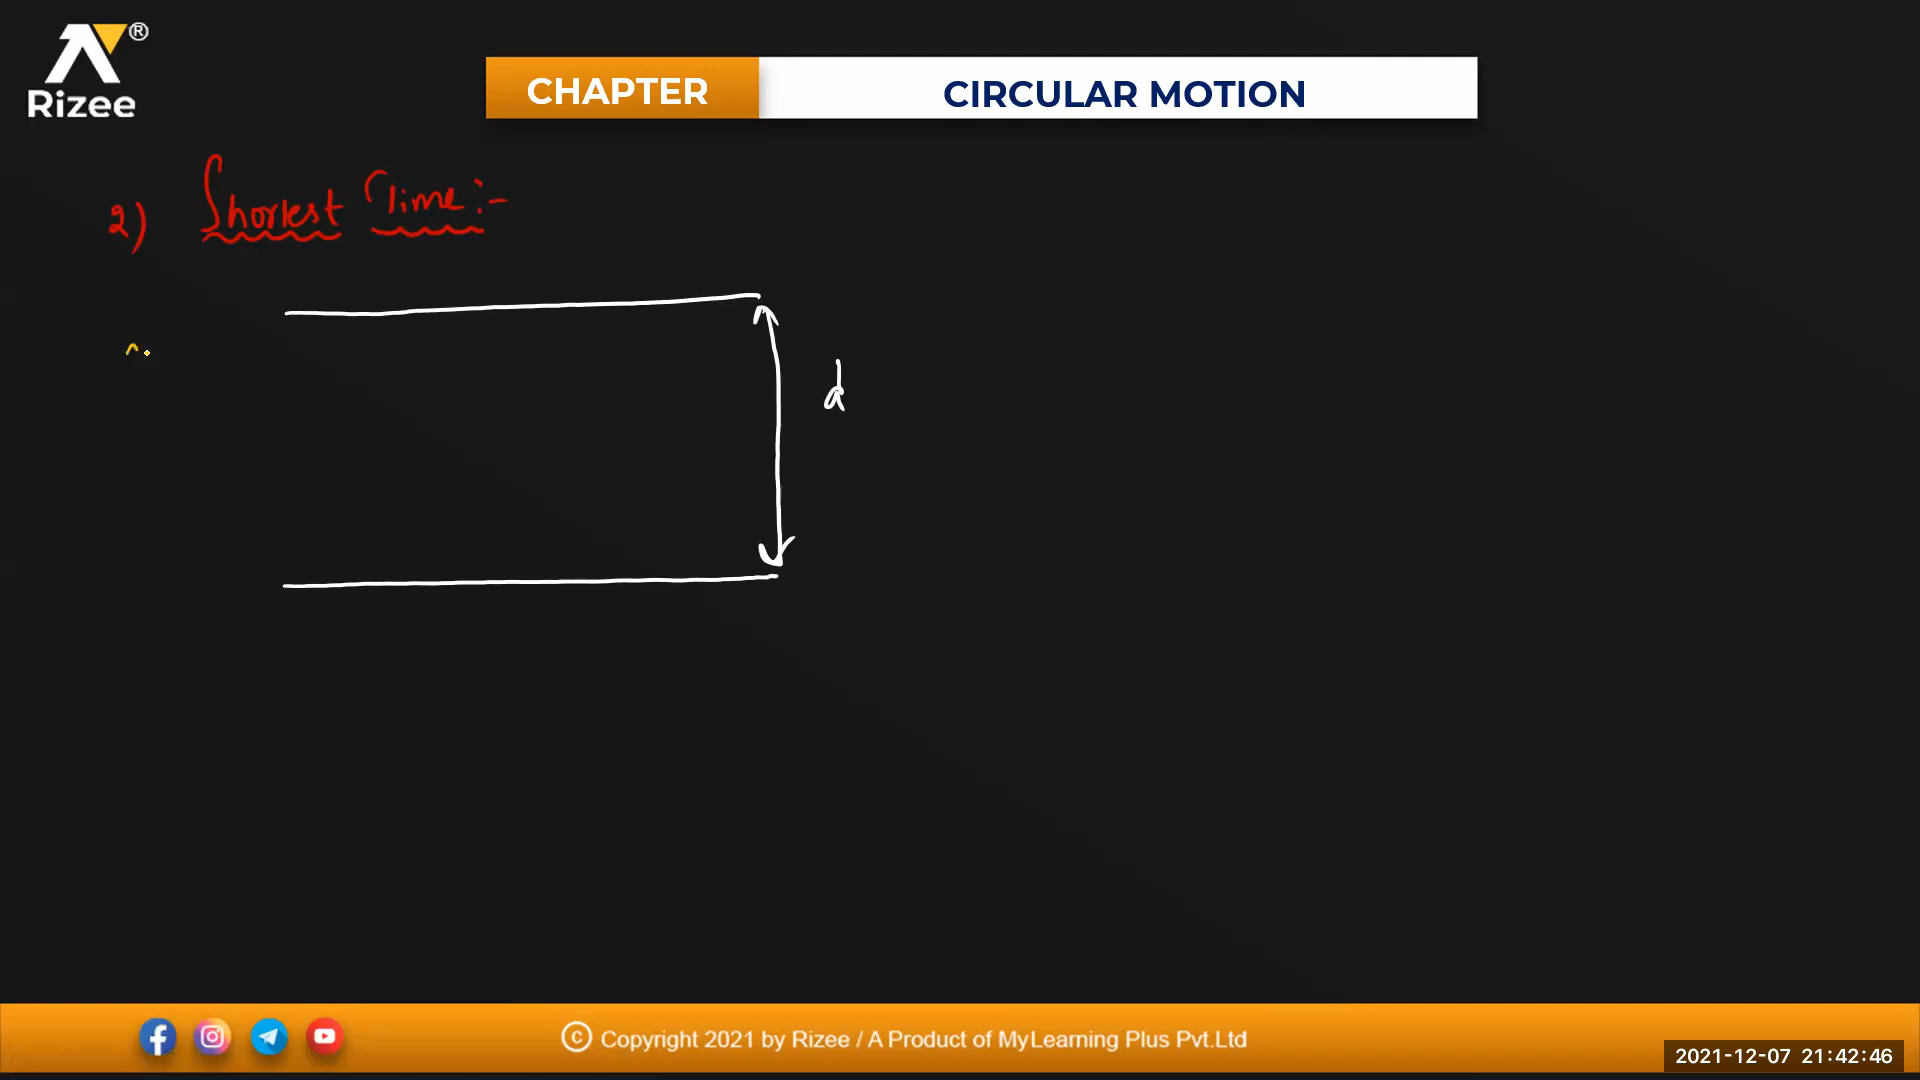 Rizee®
CHAPTER CIRCULAR MOTION
2) Shortest Time:-
d
© Copyright 2021 by Rizee / A Product of MyLearning Plus Pvt.Ltd
2021-12-07 21:42:46